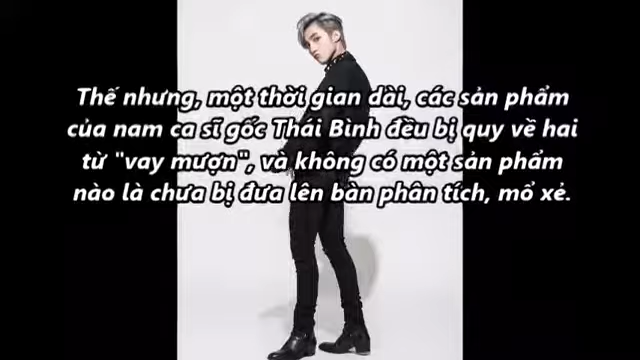 Thế nhưng, một thời gian dài, các sản phẩm
của nam ca sĩ gốc Thái Bình đều bị quy về hai
từ "vay mượn", và không có một sản phẩm
nào là chưa bị đưa lên bàn phân tích, mổ xẻ.